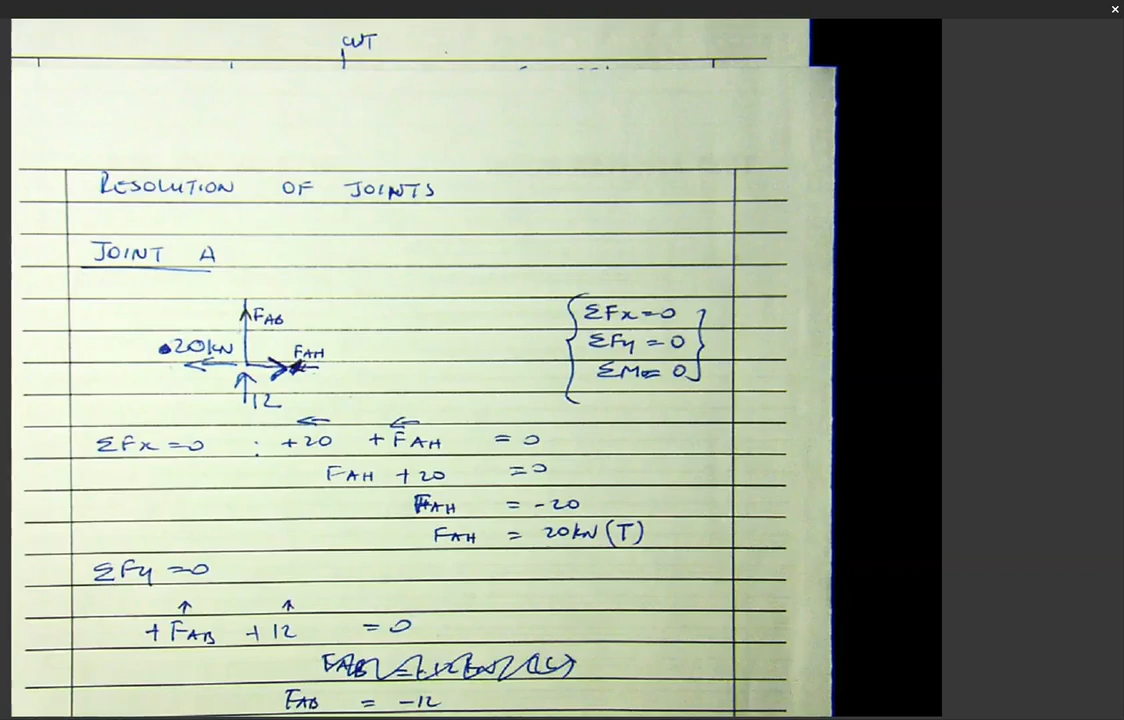 CUT
RESOLUTION OF JOINTS
JOINT A
FAB
20KN
FAH
12
ΣFx=0
ΣFy=0
ΣM=0
ΣFx=0 : +20 +FAH =0
FAH +20 =0
FAH = -20
FAH = 20KN (T)
ΣFy=0
+FAB +12 =0
FAB = -12